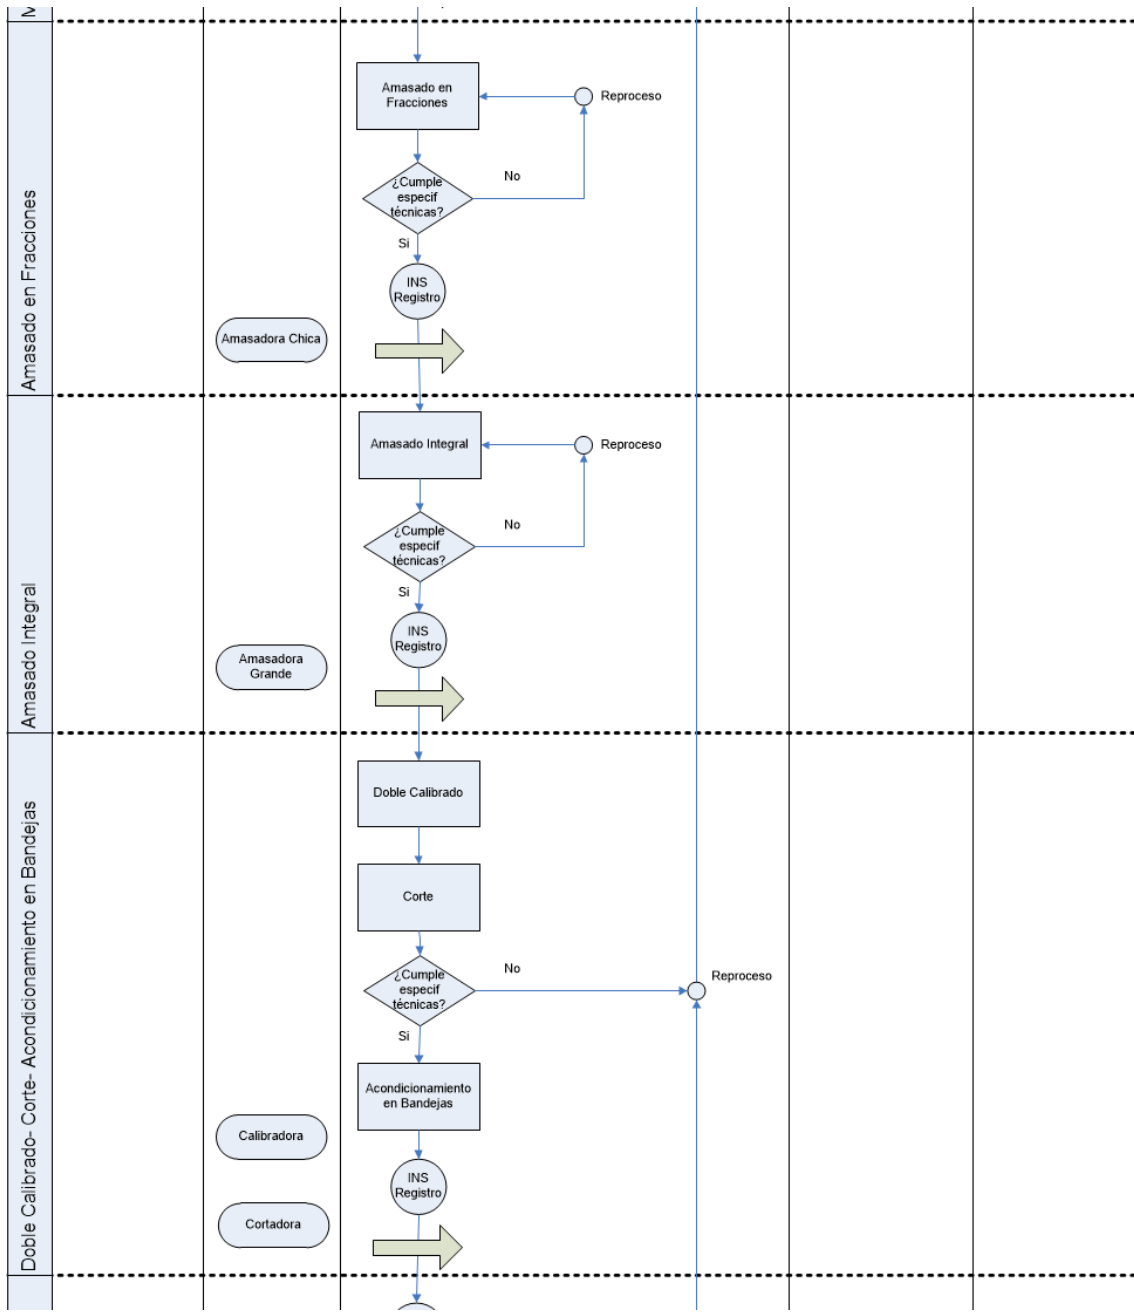 M
Amasado en Fracciones
Amasado en
Fracciones
Reproceso
¿Cumple
especif
técnicas?
No
Si
INS
Registro
Amasadora Chica
Amasado Integral
Amasado Integral
Reproceso
¿Cumple
especif
técnicas?
No
Si
INS
Registro
Amasadora
Grande
Doble Calibrado- Corte- Acondicionamiento en Bandejas
Doble Calibrado
Corte
¿Cumple
especif
técnicas?
No
Reproceso
Si
Acondicionamiento
en Bandejas
Calibradora
INS
Registro
Cortadora